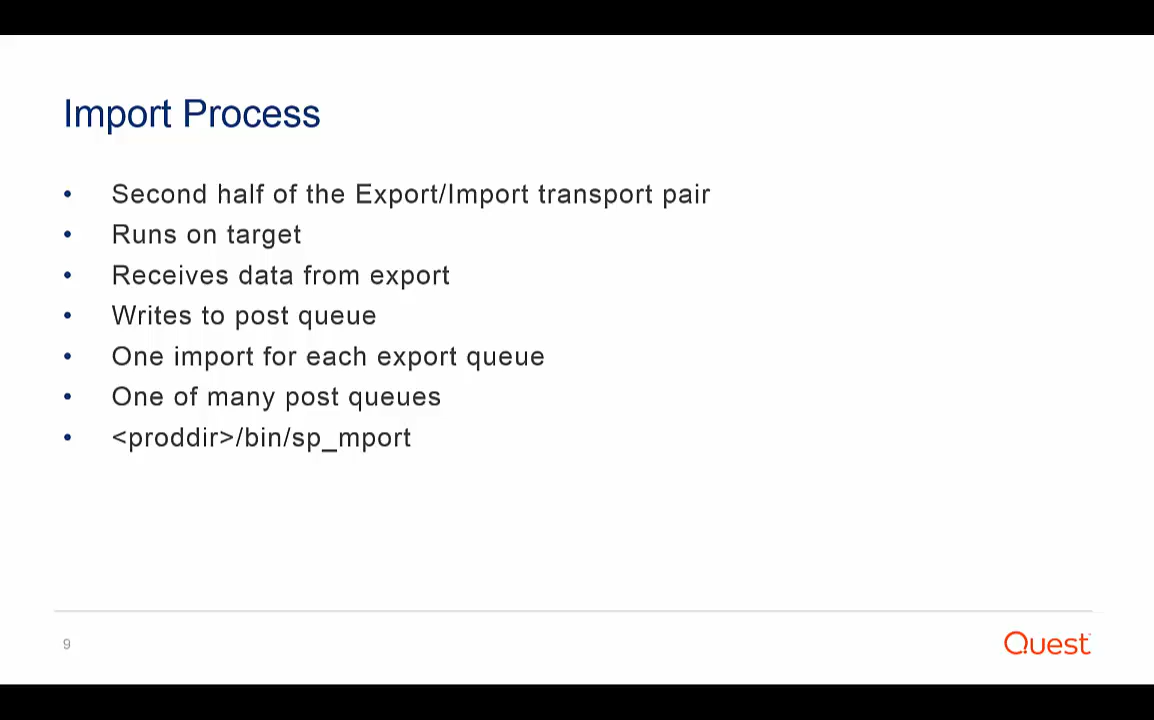 Import Process
• Second half of the Export/Import transport pair
• Runs on target
• Receives data from export
• Writes to post queue
• One import for each export queue
• One of many post queues
• <proddir>/bin/sp_mport
9
Quest